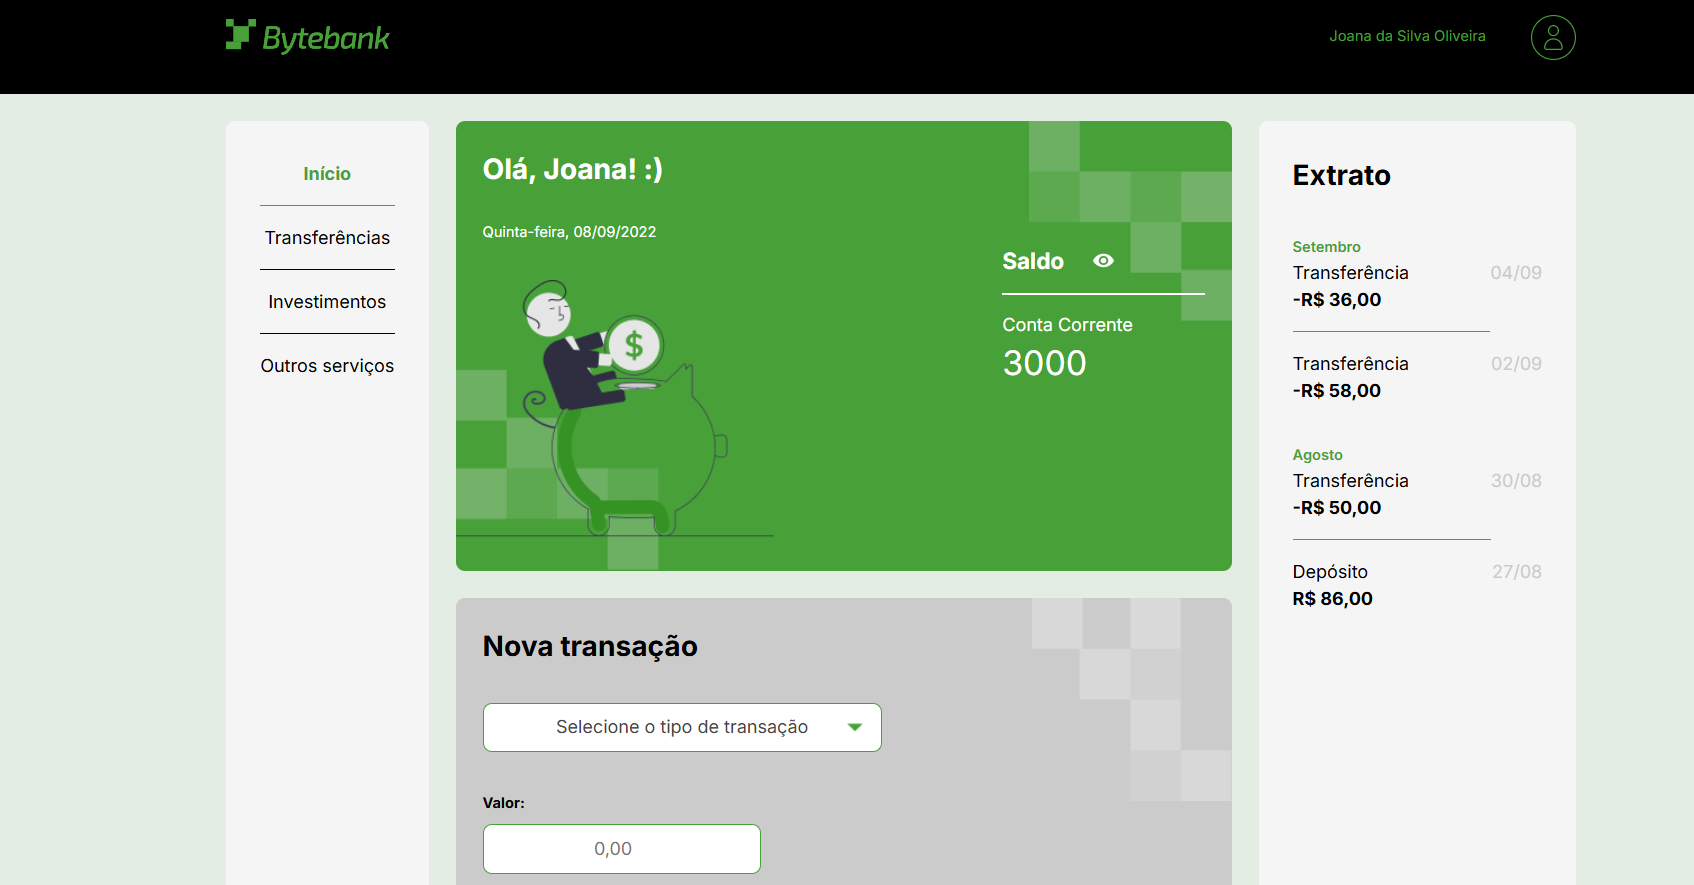 Bytebank
Joana da Silva Oliveira
Início
Transferências
Investimentos
Outros serviços
Olá, Joana! :)
Quinta-feira, 08/09/2022
Saldo
Conta Corrente
3000
$
Nova transação
Selecione o tipo de transação
Valor:
0,00
Extrato
Setembro
Transferência 04/09
-R$ 36,00
Transferência 02/09
-R$ 58,00
Agosto
Transferência 30/08
-R$ 50,00
Depósito 27/08
R$ 86,00